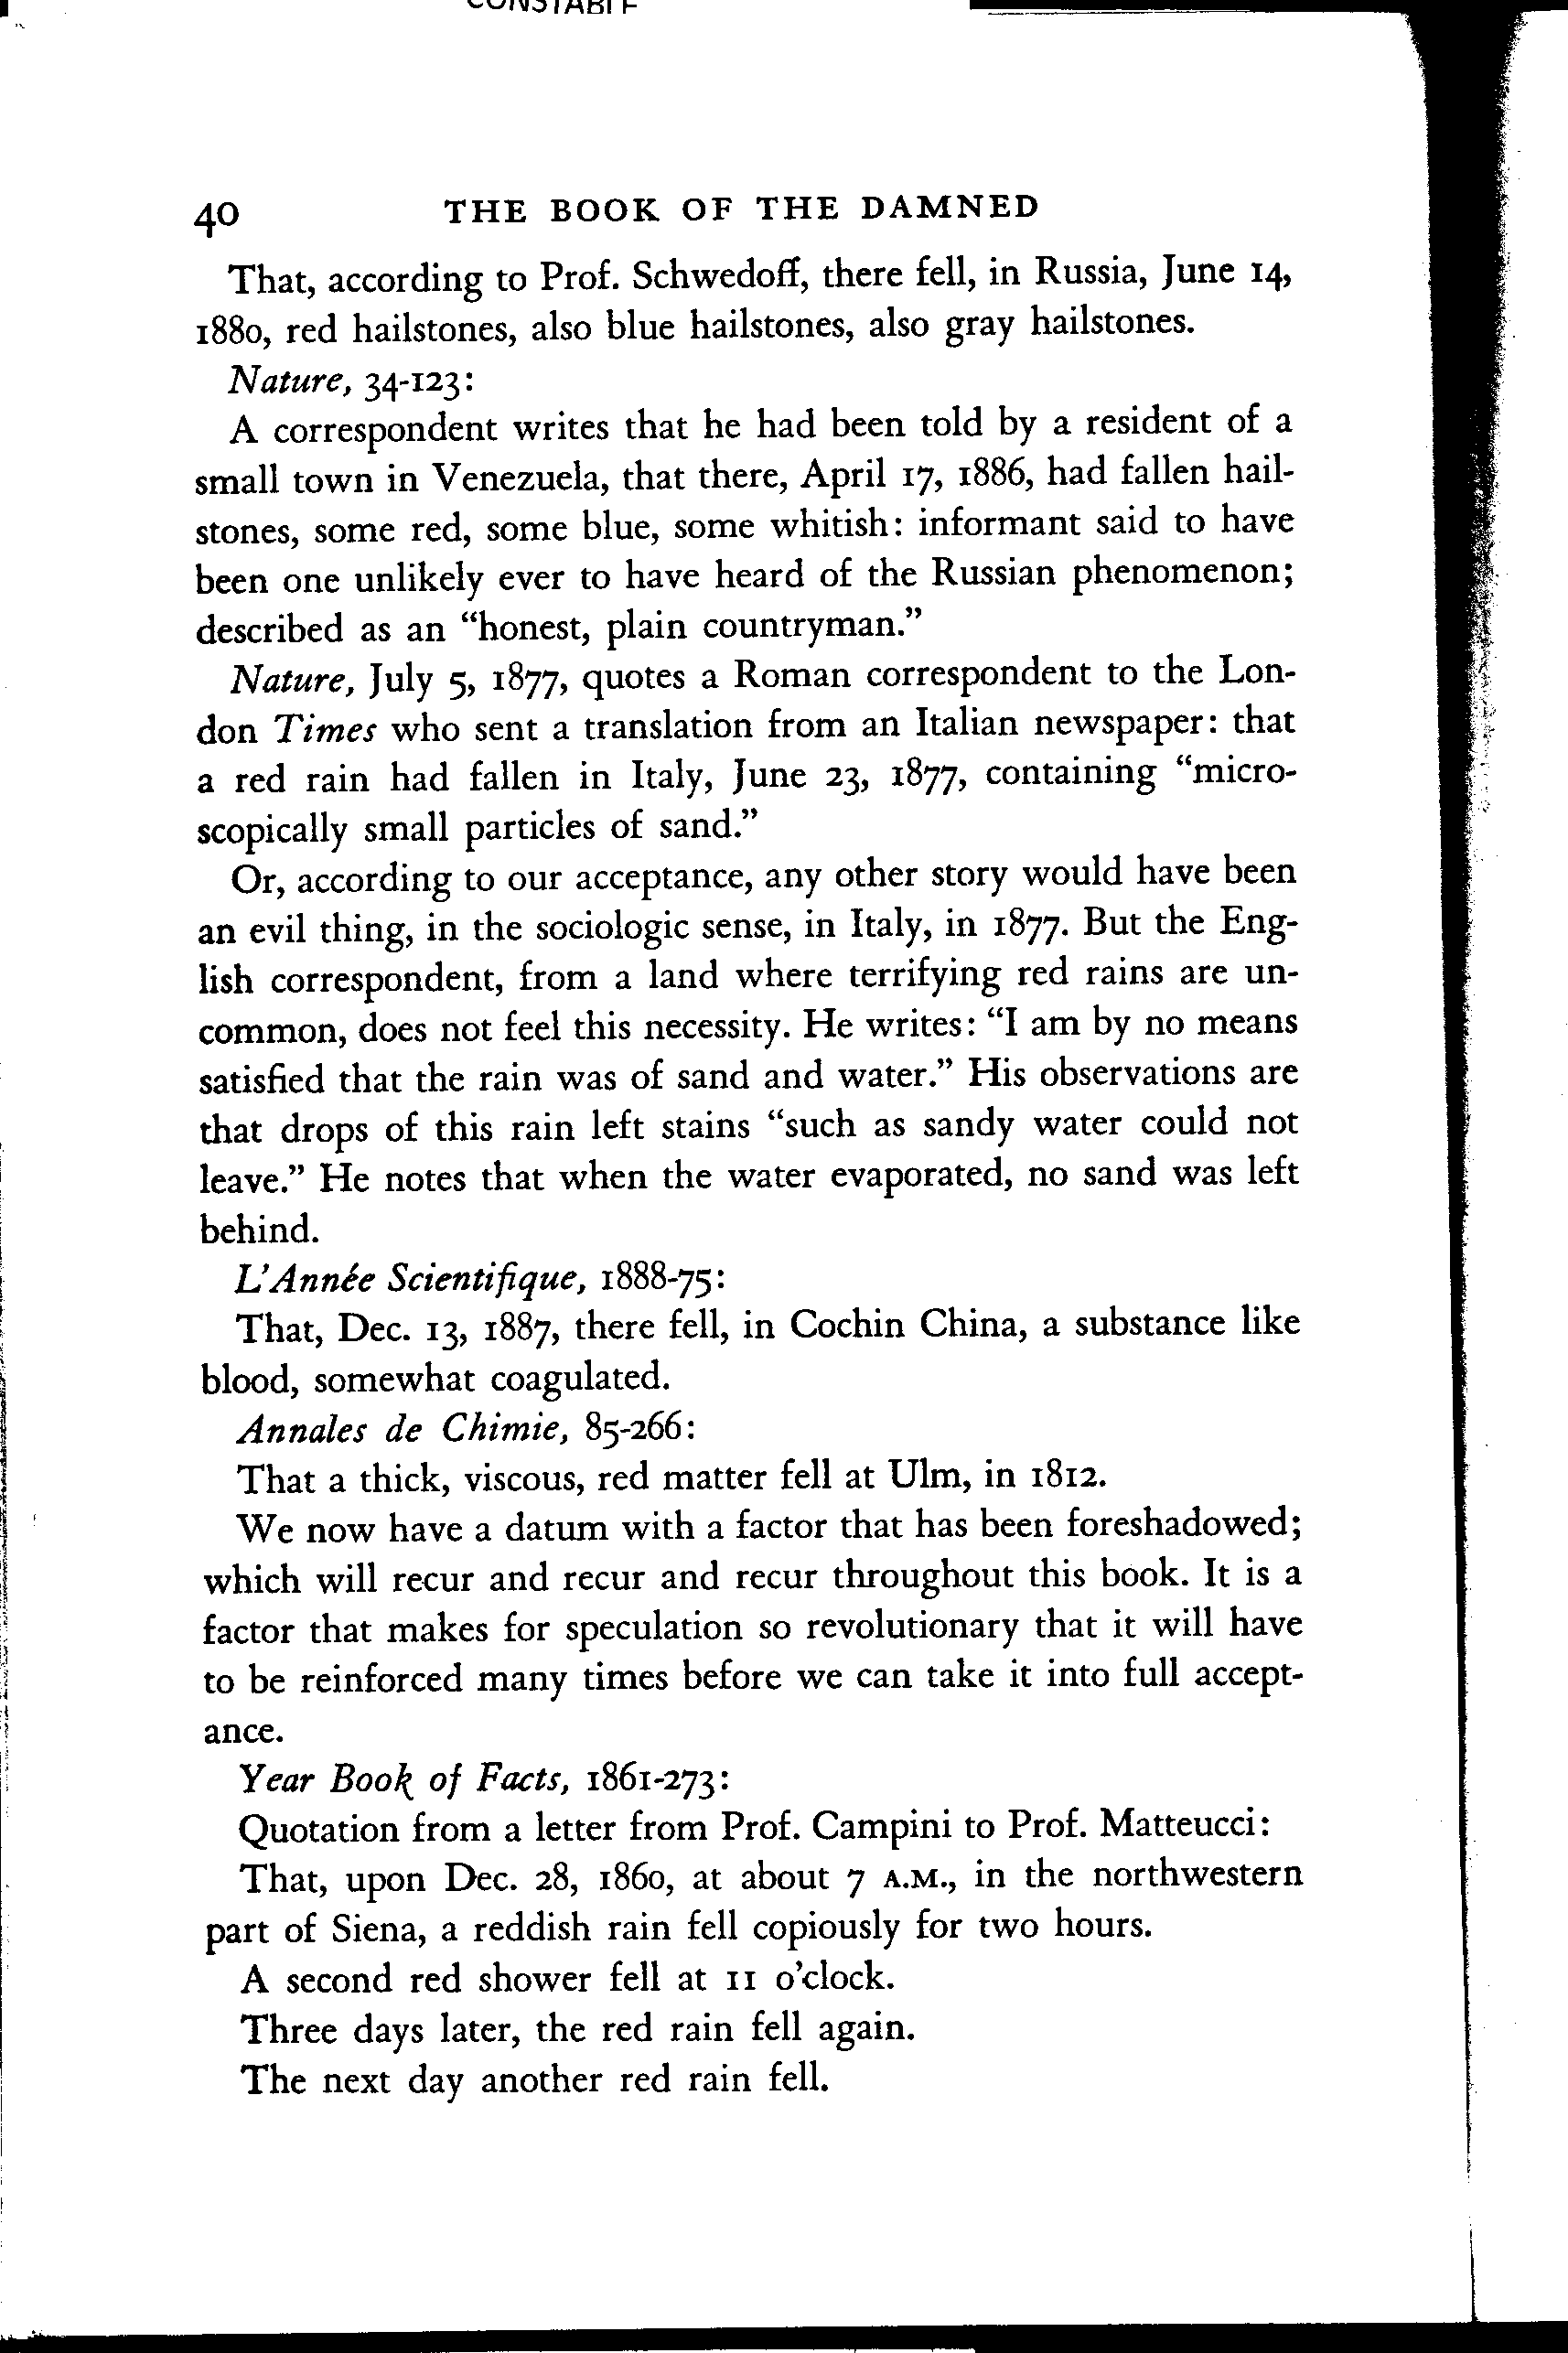 40 THE BOOK OF THE DAMNED
That, according to Prof. Schwedoff, there fell, in Russia, June 14,
1880, red hailstones, also blue hailstones, also gray hailstones.
Nature, 34-123:
A correspondent writes that he had been told by a resident of a
small town in Venezuela, that there, April 17, 1886, had fallen hail-
stones, some red, some blue, some whitish: informant said to have
been one unlikely ever to have heard of the Russian phenomenon;
described as an “honest, plain countryman.”
Nature, July 5, 1877, quotes a Roman correspondent to the Lon-
don Times who sent a translation from an Italian newspaper: that
a red rain had fallen in Italy, June 23, 1877, containing “micro-
scopically small particles of sand.”
Or, according to our acceptance, any other story would have been
an evil thing, in the sociologic sense, in Italy, in 1877. But the Eng-
lish correspondent, from a land where terrifying red rains are un-
common, does not feel this necessity. He writes: “I am by no means
satisfied that the rain was of sand and water.” His observations are
that drops of this rain left stains “such as sandy water could not
leave.” He notes that when the water evaporated, no sand was left
behind.
L’Année Scientifique, 1888-75:
That, Dec. 13, 1887, there fell, in Cochin China, a substance like
blood, somewhat coagulated.
Annales de Chimie, 85-266:
That a thick, viscous, red matter fell at Ulm, in 1812.
We now have a datum with a factor that has been foreshadowed;
which will recur and recur and recur throughout this book. It is a
factor that makes for speculation so revolutionary that it will have
to be reinforced many times before we can take it into full accept-
ance.
Year Book of Facts, 1861-273:
Quotation from a letter from Prof. Campini to Prof. Matteucci:
That, upon Dec. 28, 1860, at about 7 A.M., in the northwestern
part of Siena, a reddish rain fell copiously for two hours.
A second red shower fell at 11 o’clock.
Three days later, the red rain fell again.
The next day another red rain fell.